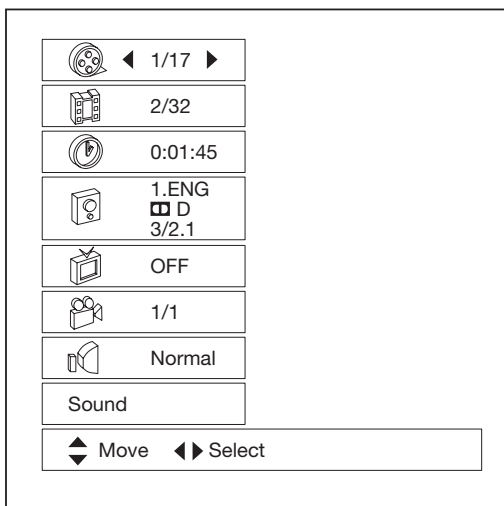 1/17
2/32
0:01:45
1.ENG
D
3/2.1
OFF
1/1
Normal
Sound
Move Select